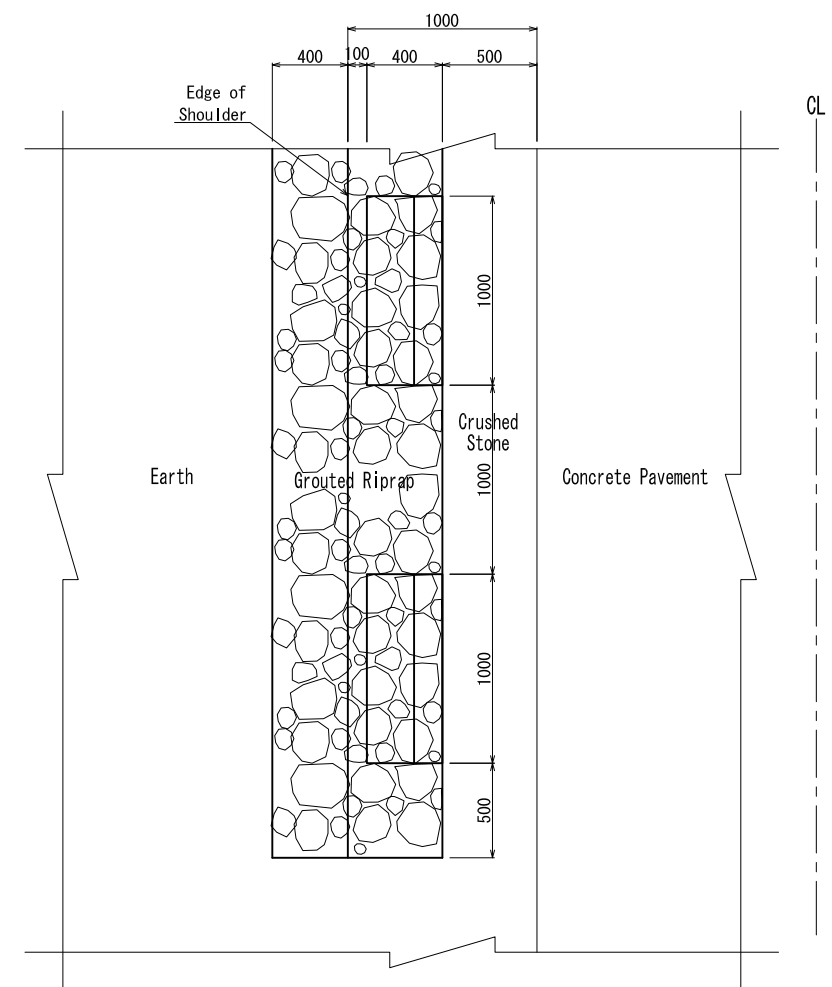 1000
400
100
400
500
Edge of
Shoulder
CL
1000
Crushed
Stone
1000
Earth
Grouted Riprap
Concrete Pavement
1000
500